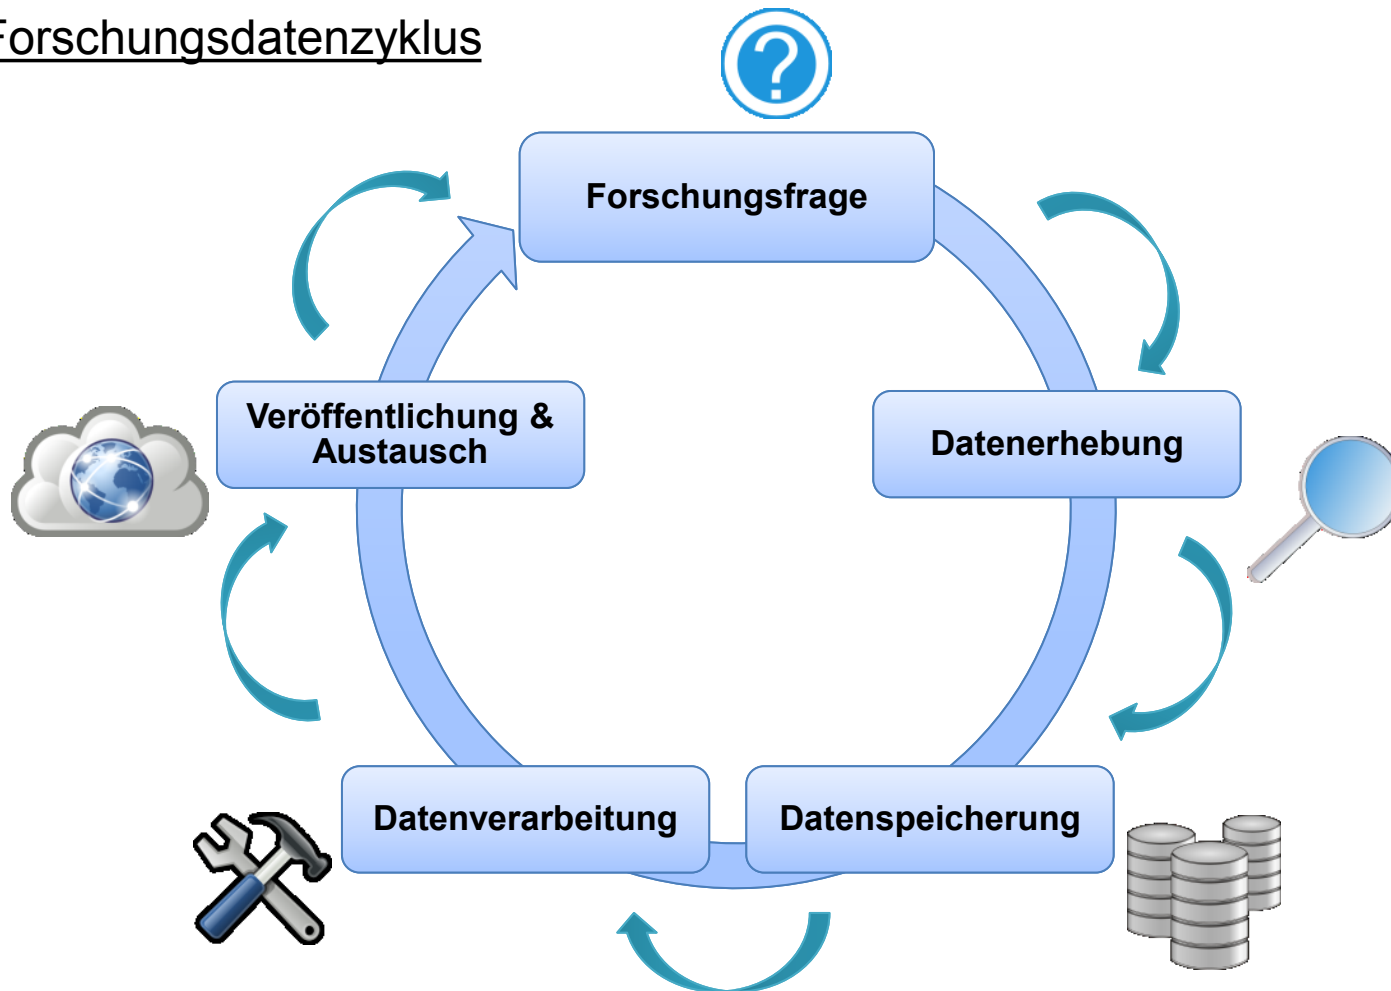 Forschungsdatenzyklus
Forschungsfrage
Veröffentlichung &
Austausch
Datenerhebung
Datenverarbeitung
Datenspeicherung